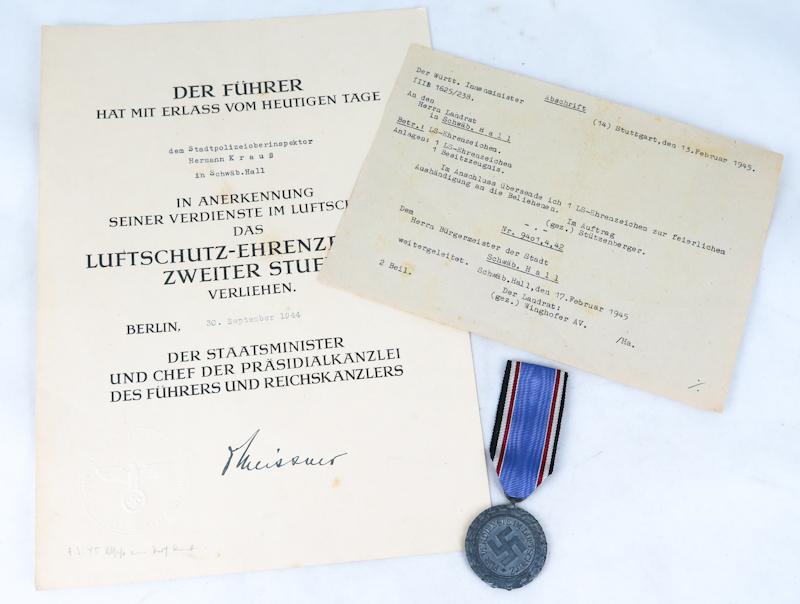 DER FÜHRER
HAT MIT ERLASS VOM HEUTIGEN TAGE
dem Stadtpolizeioberinspektor
Hermann K r a u ß
in Schwäb.Hall
IN ANERKENNUNG
SEINER VERDIENSTE IM LUFTSCH
DAS
LUFTSCHUTZ-EHRENZE
ZWEITER STUF
VERLIEHEN.
BERLIN, 30. September 1944
DER STAATSMINISTER
UND CHEF DER PRÄSIDIALKANZLEI
DES FÜHRERS UND REICHSKANZLERS
Meissner
Der Württ. Innenminister
IIIB 1625/238.
Abschrift
(14) Stuttgart,den 13.Februar 1945.
An den
Herrn Landrat
in Schwäb. H a l l
Betr.: LS-Ehrenzeichen.
Anlagen: 1 LS-Ehrenzeichen
1 Besitzzeugnis.
Im Anschluss übersende ich 1 LS-Ehrenzeichen zur feierlichen
Aushändigung an die Beliehenen.
Im Auftrag
(gez.) Stützenberger.
- . -
Nr. 9401,4.42
Dem
Herrn Bürgermeister der Stadt
Schwäb. H a l l
weitergeleitet.
Schwäb.Hall,den 17.Februar 1945
Der Landrat:
(gez.) Winghofer AV.
2 Beil.
/Ha.